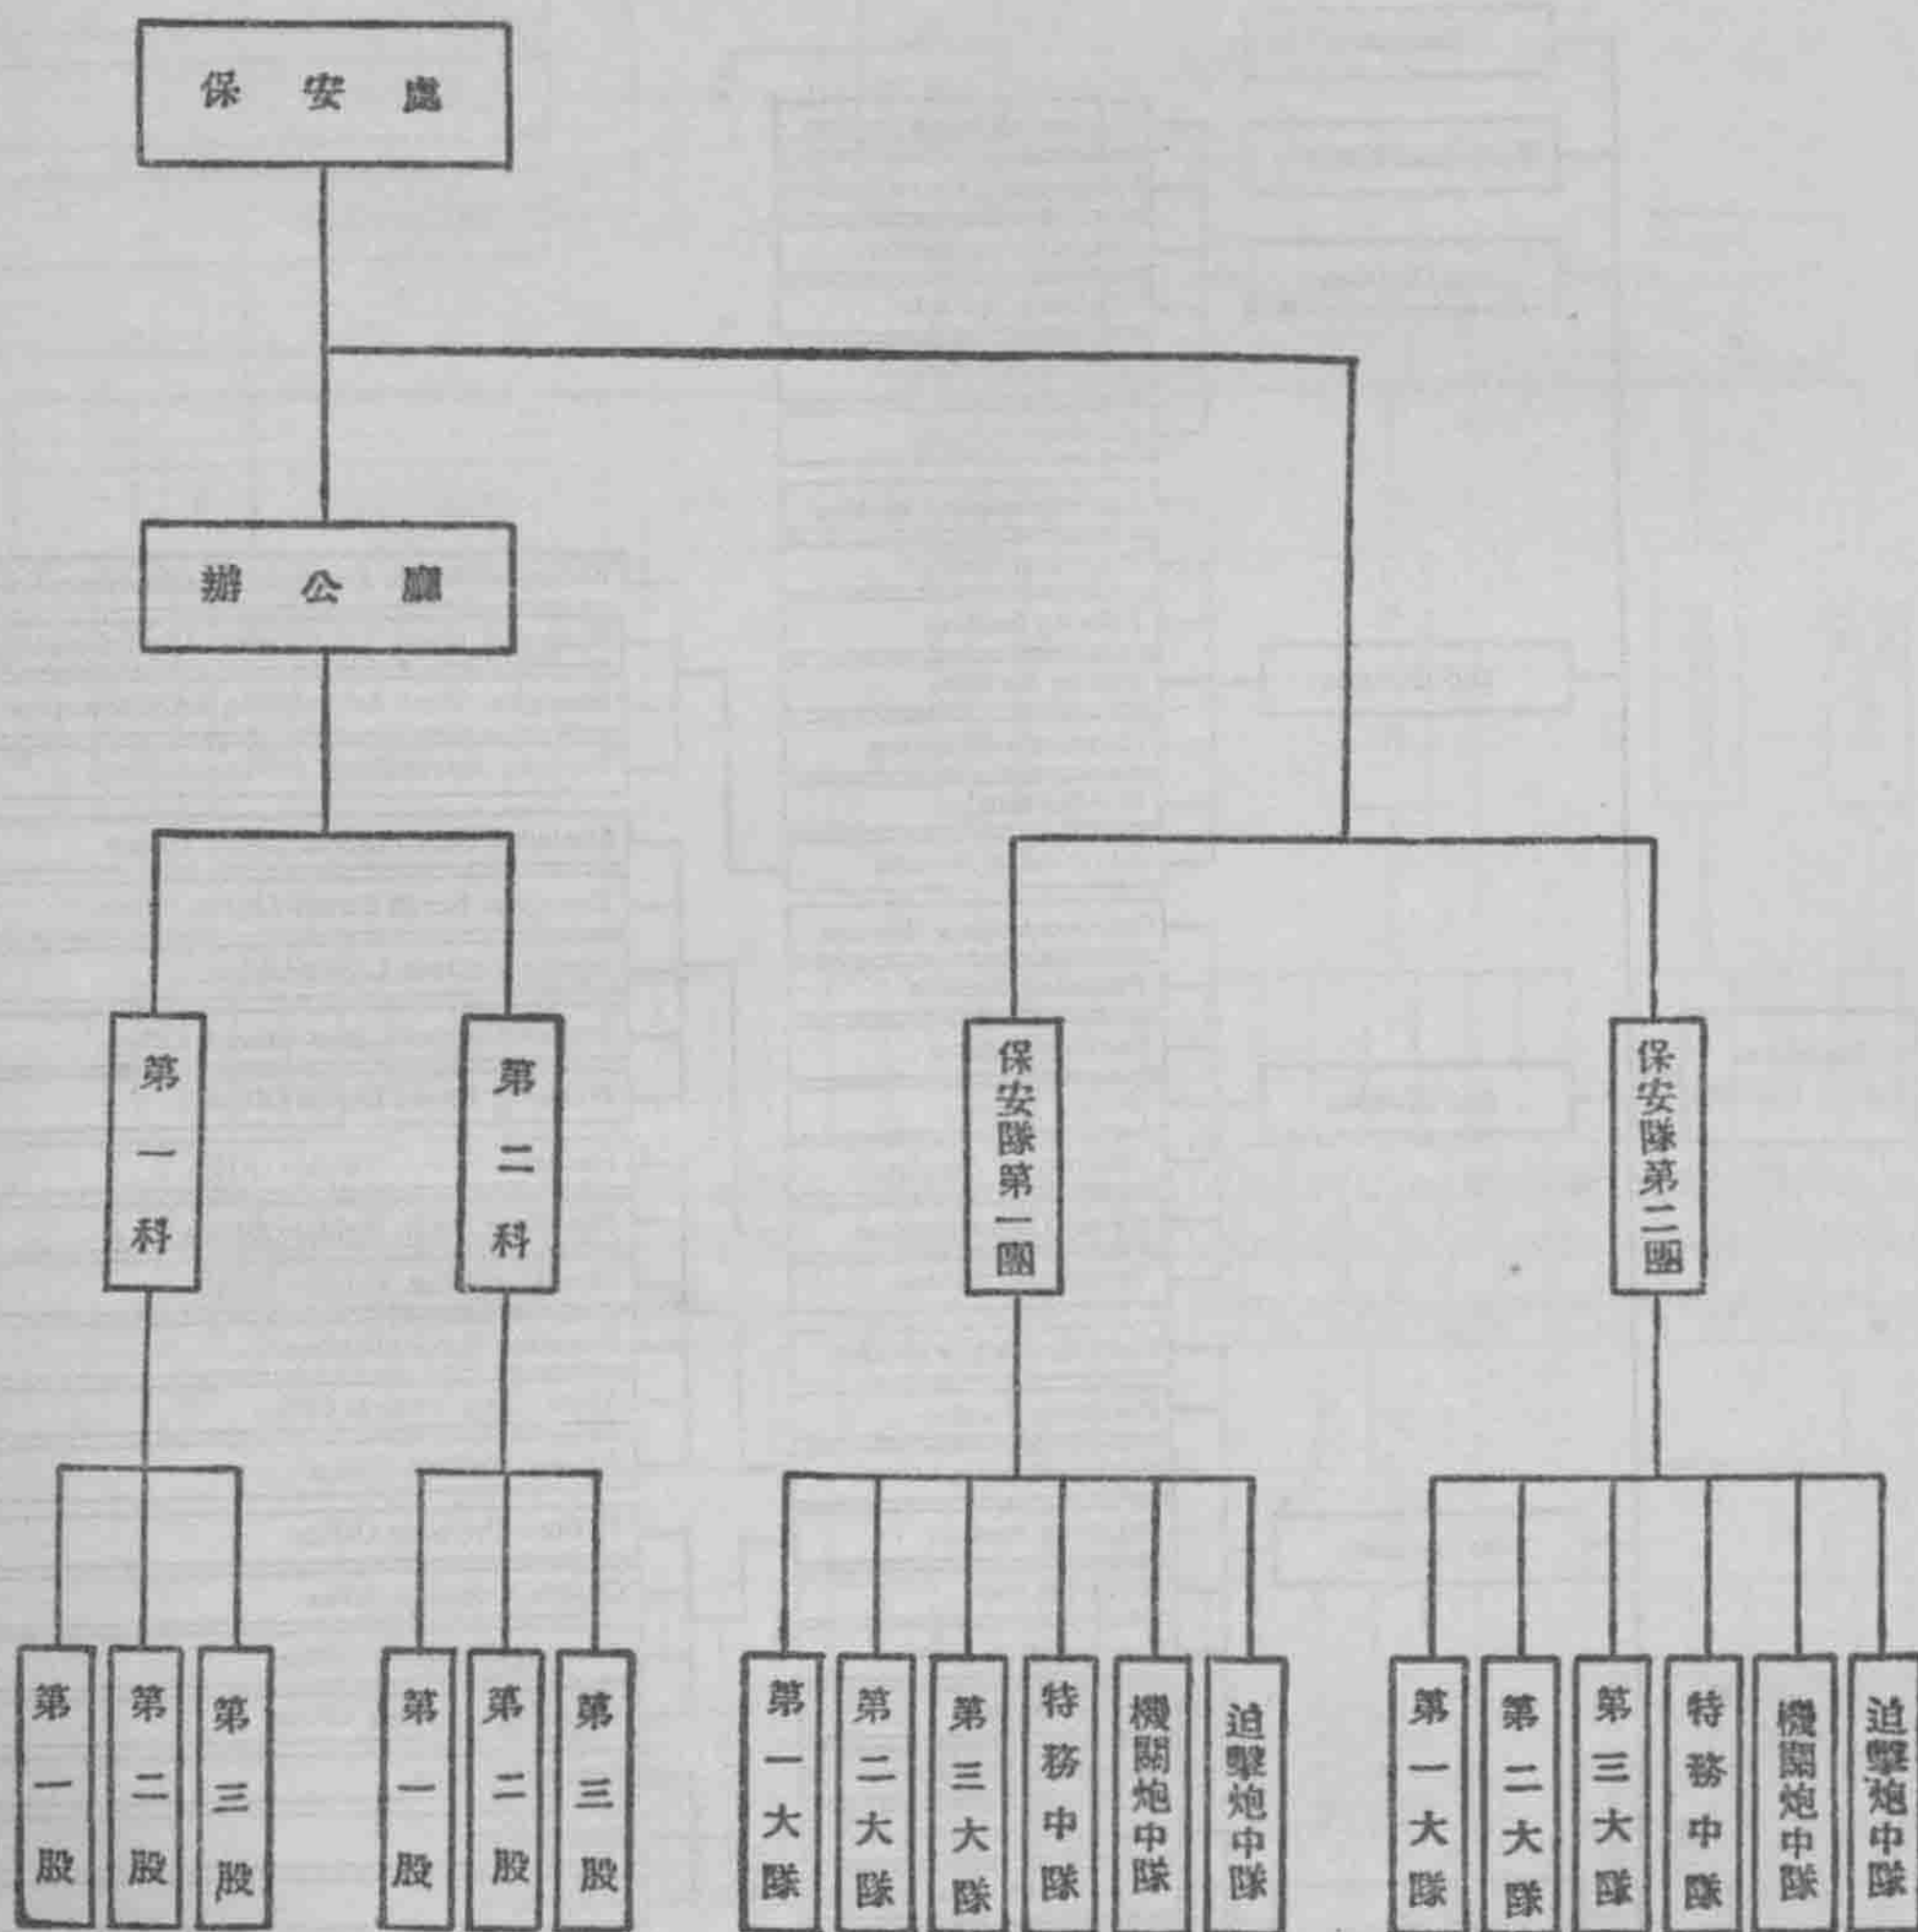 保安處
辦公廳
第一科
第二科
保安隊第一團
保安隊第二團
第一股
第二股
第三股
第一股
第二股
第三股
第一大隊
第二大隊
第三大隊
特務中隊
機關炮中隊
迫擊炮中隊
第一大隊
第二大隊
第三大隊
特務中隊
機關炮中隊
迫擊炮中隊